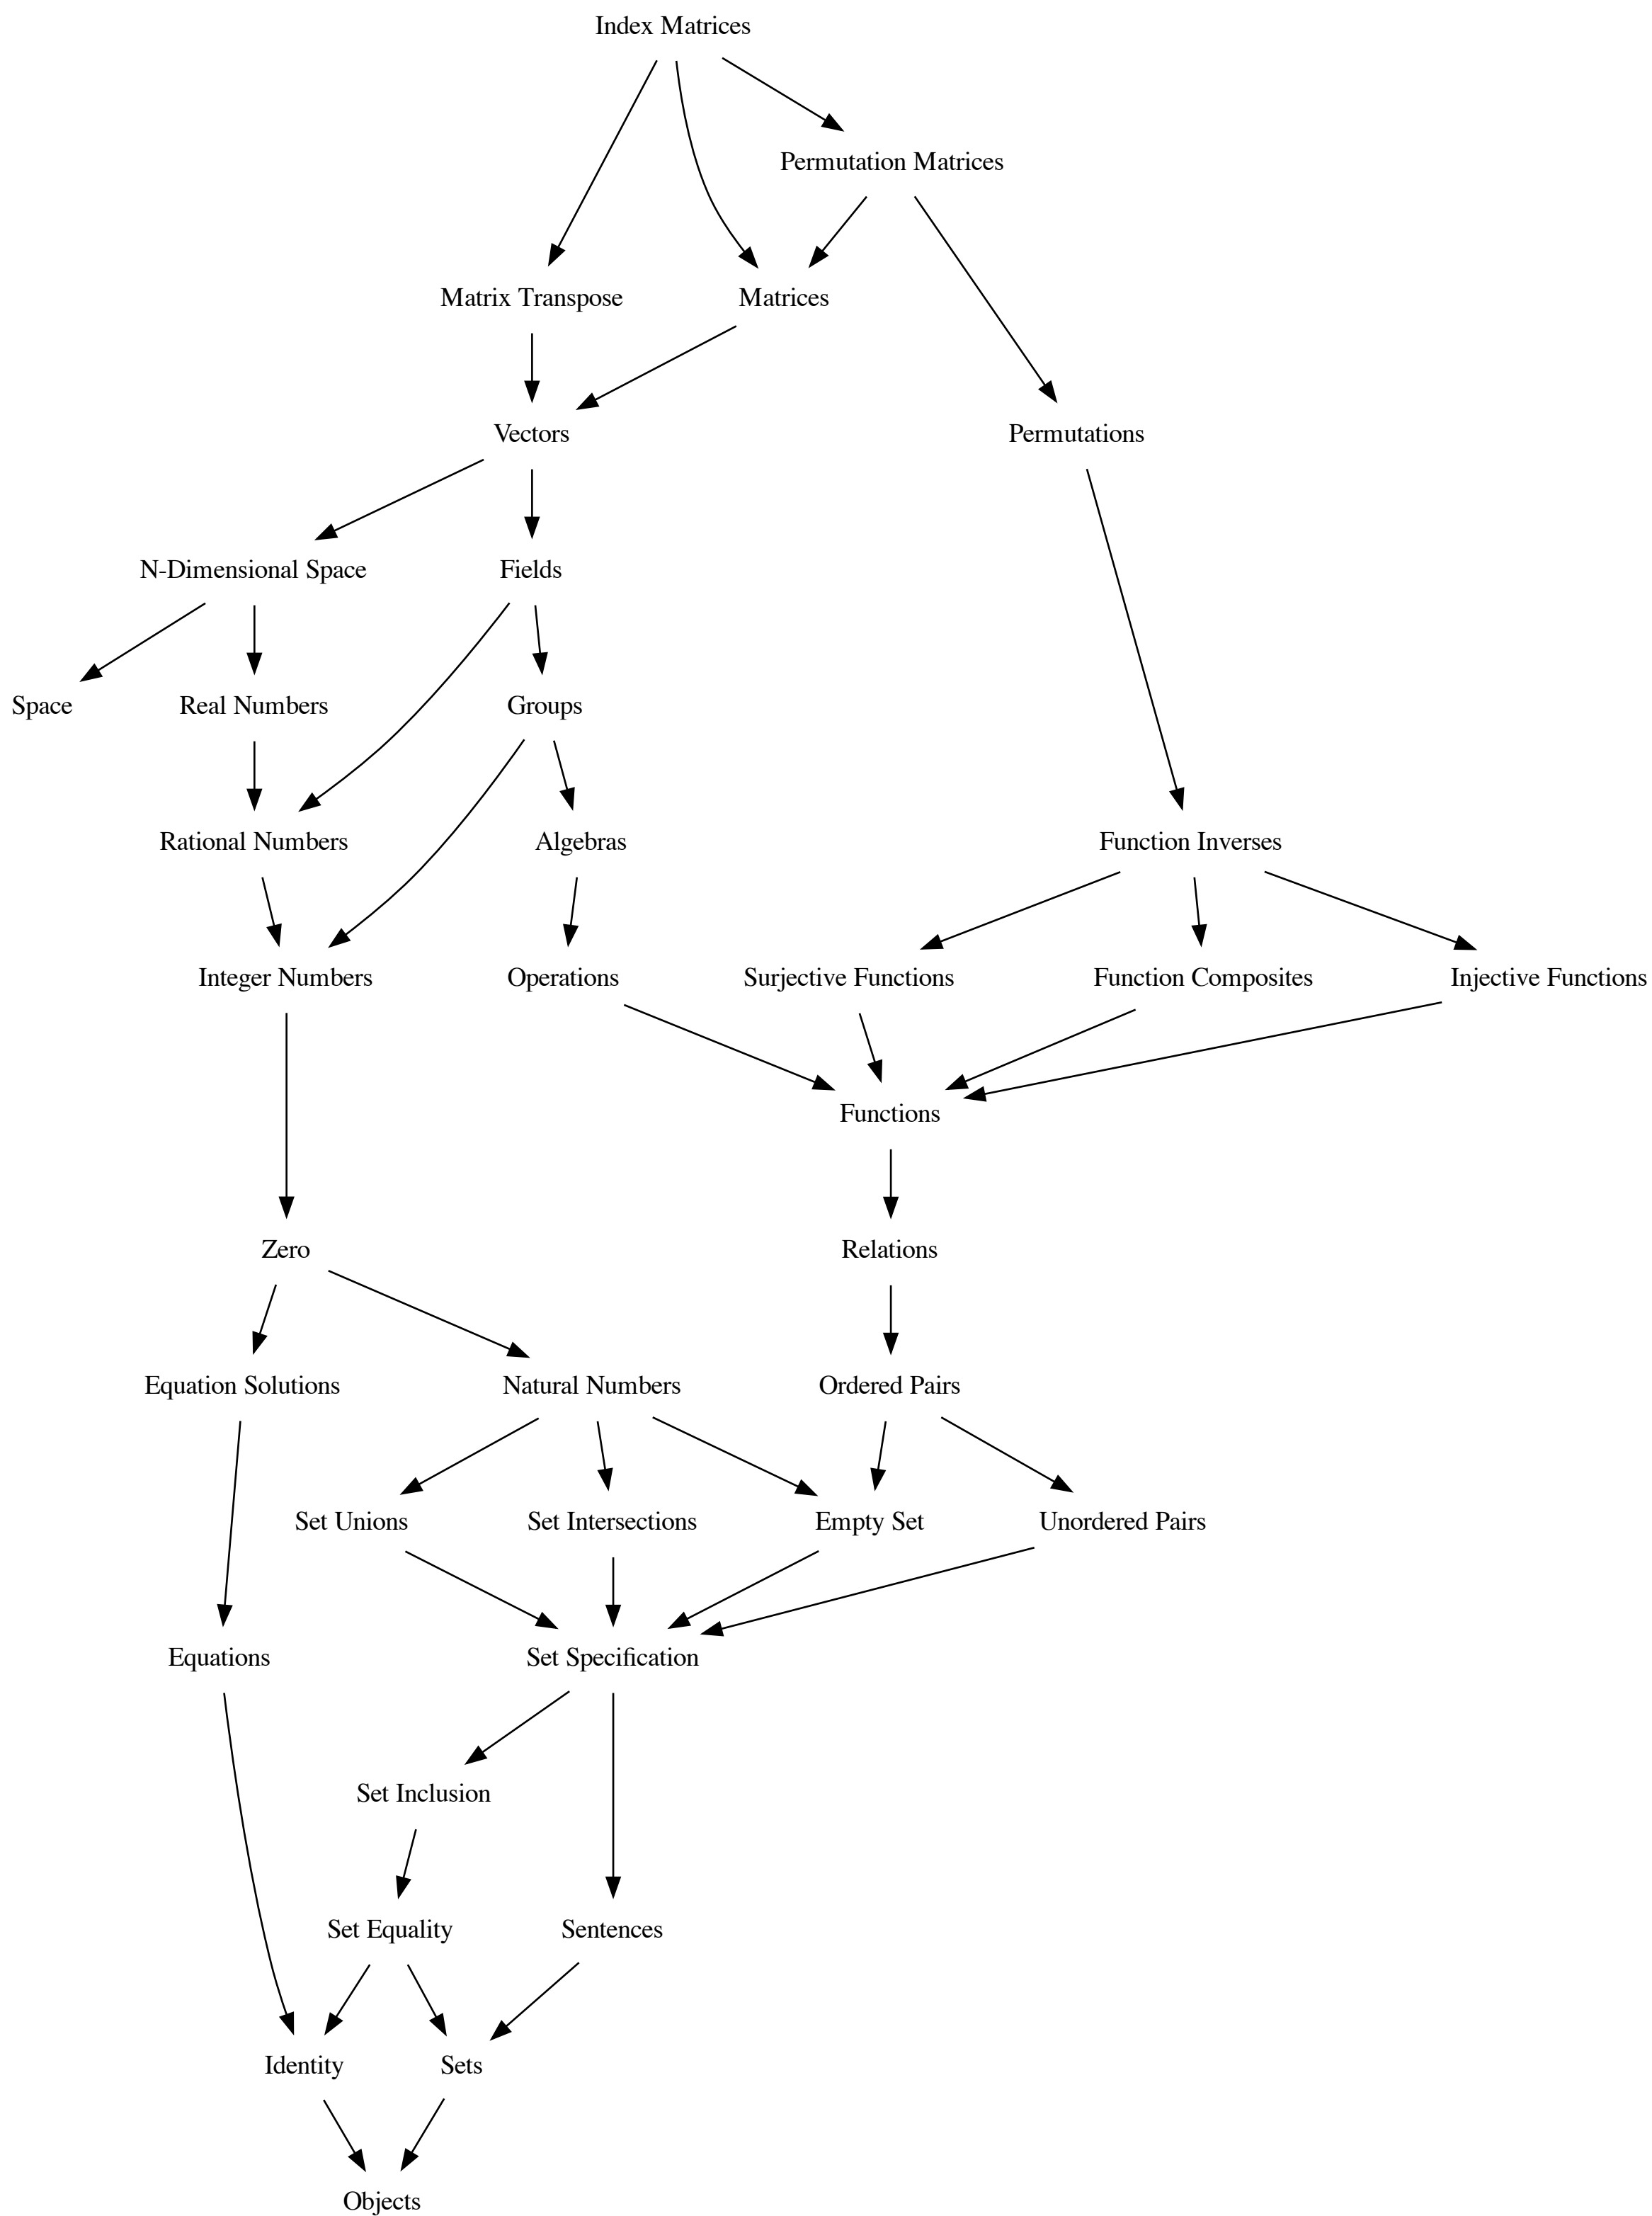 Index Matrices
Permutation Matrices
Matrix Transpose
Matrices
Vectors
Permutations
N-Dimensional Space
Fields
Space
Real Numbers
Groups
Rational Numbers
Algebras
Function Inverses
Integer Numbers
Operations
Surjective Functions
Function Composites
Injective Functions
Functions
Zero
Relations
Equation Solutions
Natural Numbers
Ordered Pairs
Set Unions
Set Intersections
Empty Set
Unordered Pairs
Equations
Set Specification
Set Inclusion
Set Equality
Sentences
Identity
Sets
Objects